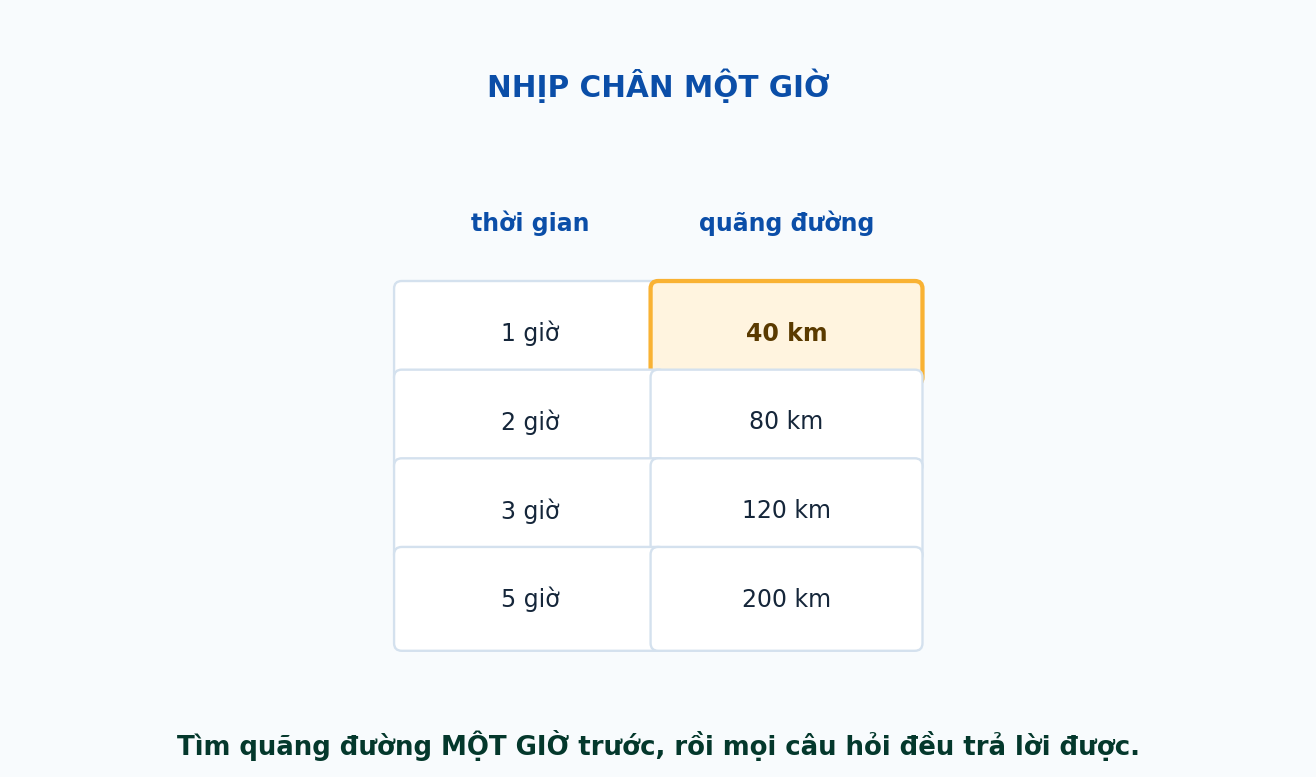 NHỊP CHÂN MỘT GIỜ
thời gian quãng đường
1 giờ 40 km
2 giờ 80 km
3 giờ 120 km
5 giờ 200 km
Tìm quãng đường MỘT GIỜ trước, rồi mọi câu hỏi đều trả lời được.